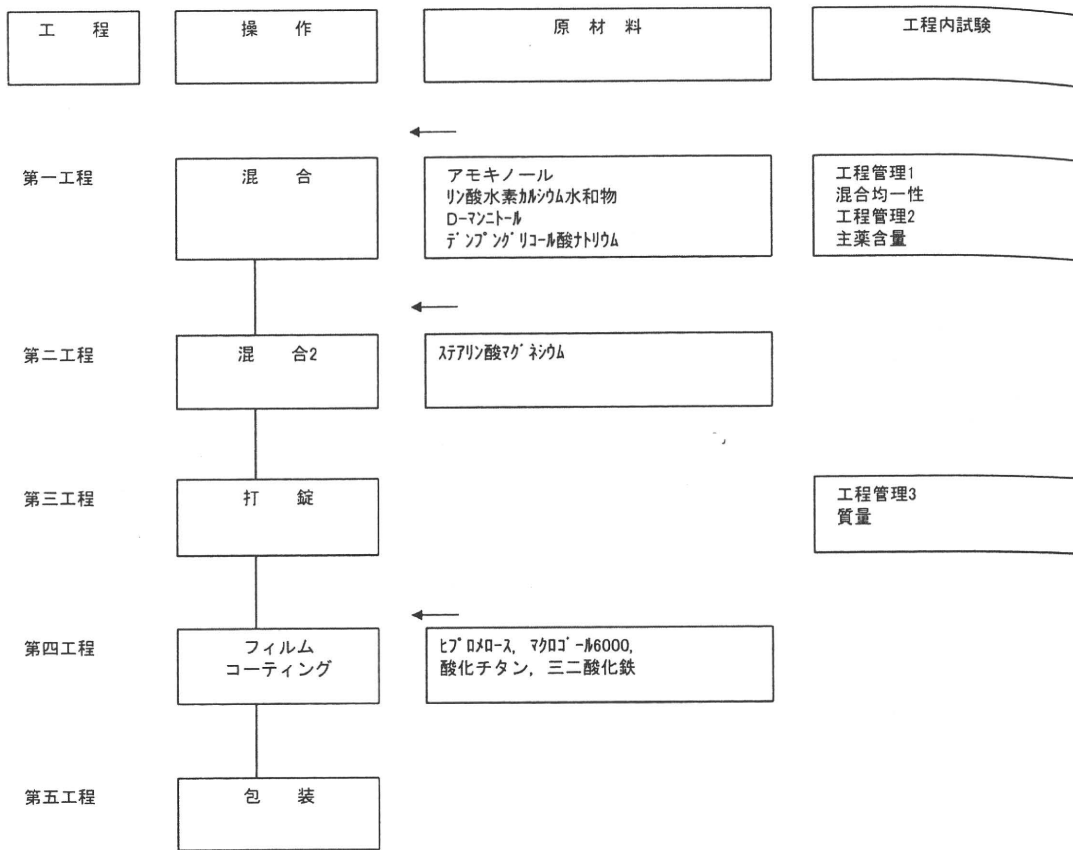 工 程
操 作
原 材 料
工程内試験
第一工程
混 合
アモキノール
リン酸水素カルシウム水和物
D-マンニトール
デンプングリコール酸ナトリウム
工程管理1
混合均一性
工程管理2
主薬含量
第二工程
混 合2
ステアリン酸マグネシウム
第三工程
打 錠
工程管理3
質量
第四工程
フィルム
コーティング
ヒプロメロース, マクロゴール6000,
酸化チタン, 三二酸化鉄
第五工程
包 装